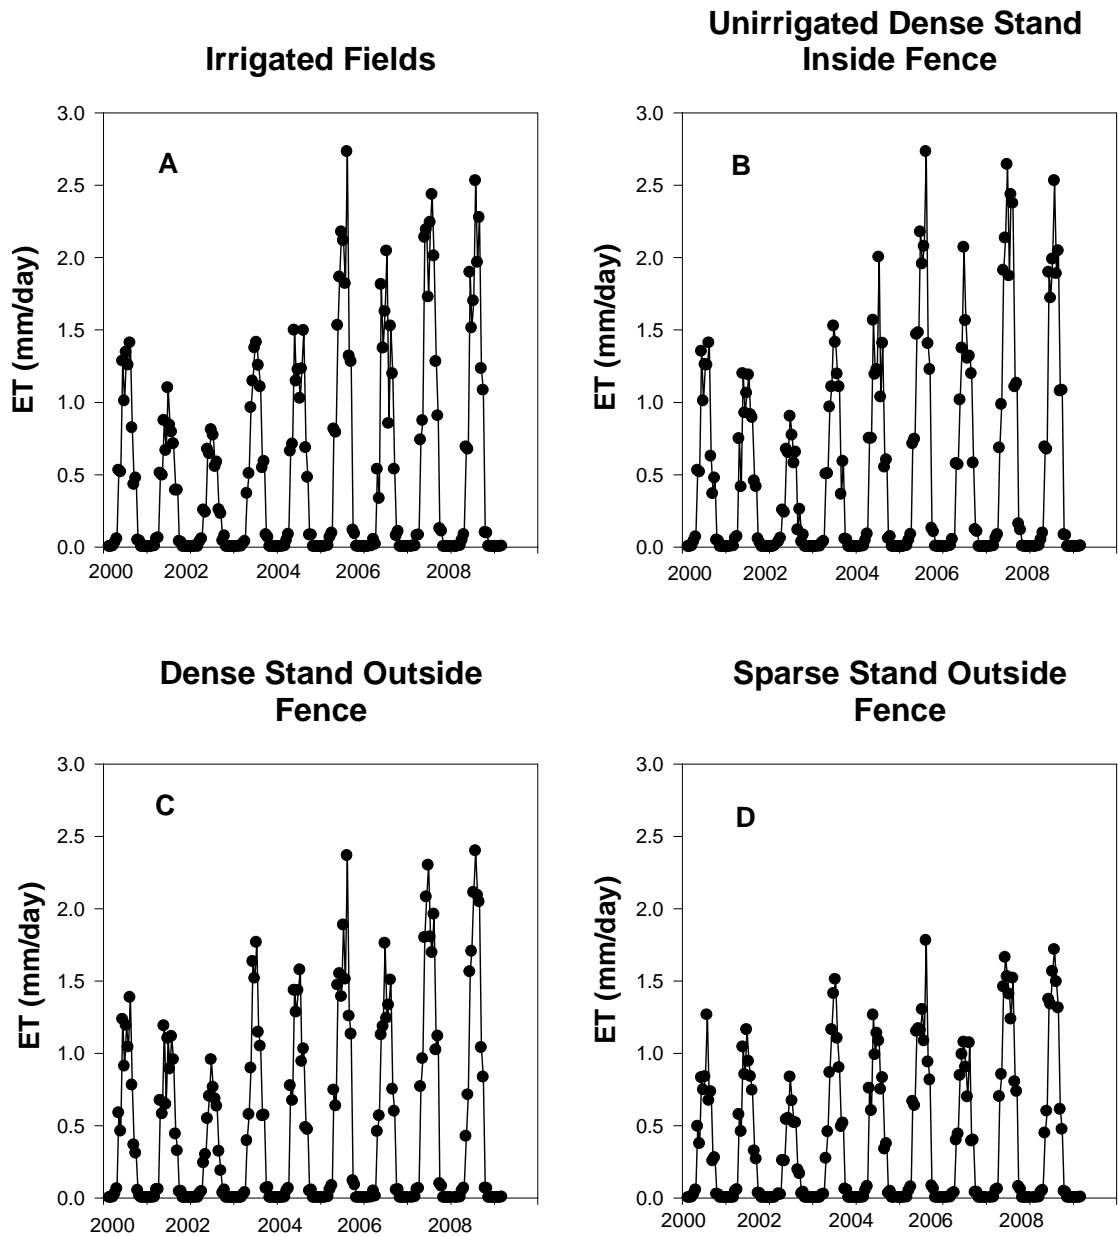 Irrigated Fields
Unirrigated Dense Stand
Inside Fence
ET (mm/day)
3.0
2.5
2.0
1.5
1.0
0.5
0.0
A
2000 2002 2004 2006 2008
ET (mm/day)
3.0
2.5
2.0
1.5
1.0
0.5
0.0
B
2000 2002 2004 2006 2008
Dense Stand Outside
Fence
Sparse Stand Outside
Fence
ET (mm/day)
3.0
2.5
2.0
1.5
1.0
0.5
0.0
C
2000 2002 2004 2006 2008
ET (mm/day)
3.0
2.5
2.0
1.5
1.0
0.5
0.0
D
2000 2002 2004 2006 2008